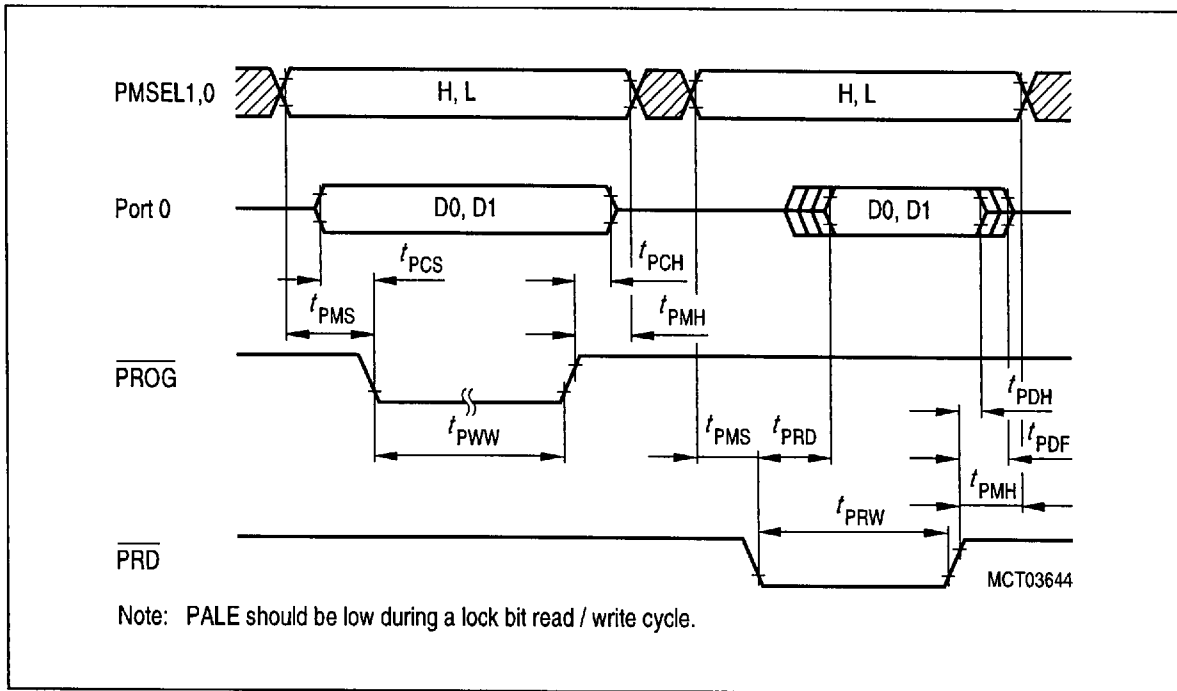 PMSEL1,0 H, L H, L
Port 0 D0, D1 D0, D1
tPCS tPCH
tPMS tPMH
PROG
tPDH
tPWW tPMS tPRD tPDF
tPMH
tPRW
PRD
MCT03644
Note: PALE should be low during a lock bit read / write cycle.